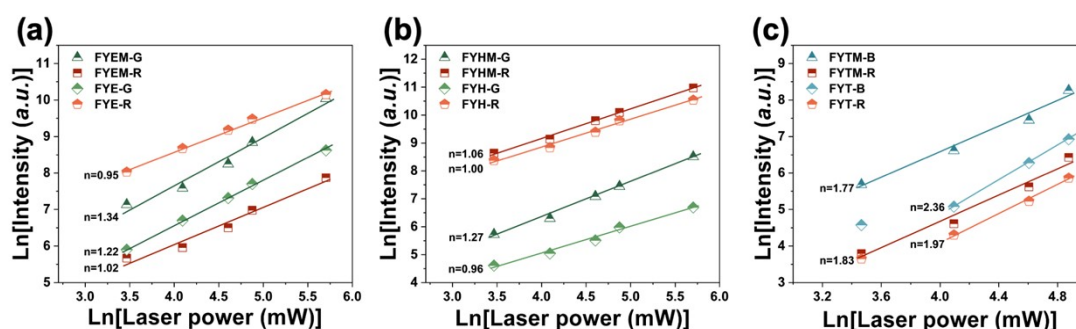 (a)
FYEM-G
FYEM-R
FYE-G
FYE-R
n=0.95
n=1.34
n=1.22
n=1.02
Ln[Intensity (a.u.)]
11
10
9
8
7
6
5
3.0 3.5 4.0 4.5 5.0 5.5 6.0
Ln[Laser power (mW)]
(b)
FYHM-G
FYHM-R
FYH-G
FYH-R
n=1.06
n=1.00
n=1.27
n=0.96
Ln[Intensity (a.u.)]
12
11
10
9
8
7
6
5
4
3.0 3.5 4.0 4.5 5.0 5.5 6.0
Ln[Laser power (mW)]
(c)
FYTM-B
FYTM-R
FYT-B
FYT-R
n=1.77
n=2.36
n=1.97
n=1.83
Ln[Intensity (a.u.)]
9
8
7
6
5
4
3
3.2 3.6 4.0 4.4 4.8
Ln[Laser power (mW)]